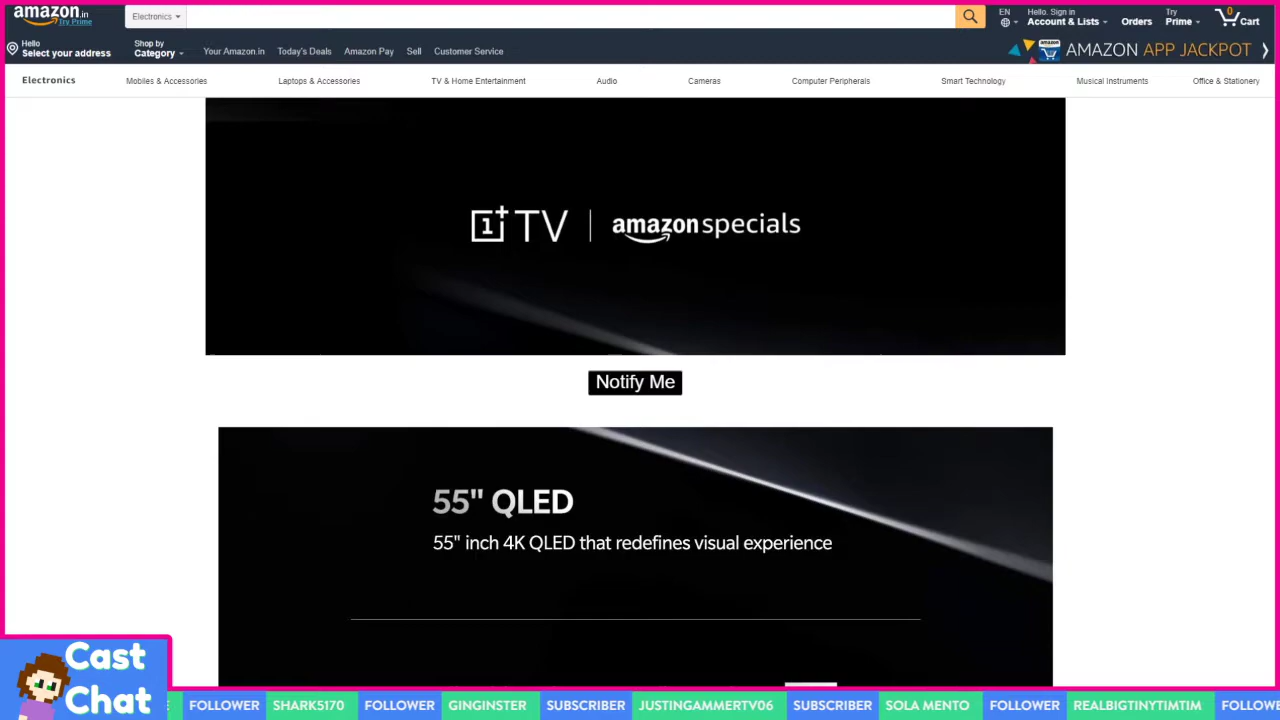 amazon.in
Try Prime
Electronics
EN
Hello. Sign in
Account & Lists
Orders
Try
Prime
0
Cart
Hello
Select your address
Shop by
Category
Your Amazon.in
Today's Deals
Amazon Pay
Sell
Customer Service
amazon
AMAZON APP JACKPOT
Electronics
Mobiles & Accessories
Laptops & Accessories
TV & Home Entertainment
Audio
Cameras
Computer Peripherals
Smart Technology
Musical Instruments
Office & Stationery
1+ TV | amazon specials
Notify Me
55" QLED
55" inch 4K QLED that redefines visual experience
Cast
Chat
FOLLOWER SHARK5170 FOLLOWER GINGINSTER SUBSCRIBER JUSTINGAMMERTV06 SUBSCRIBER SOLA MENTO FOLLOWER REALBIGTINYTIMTIM